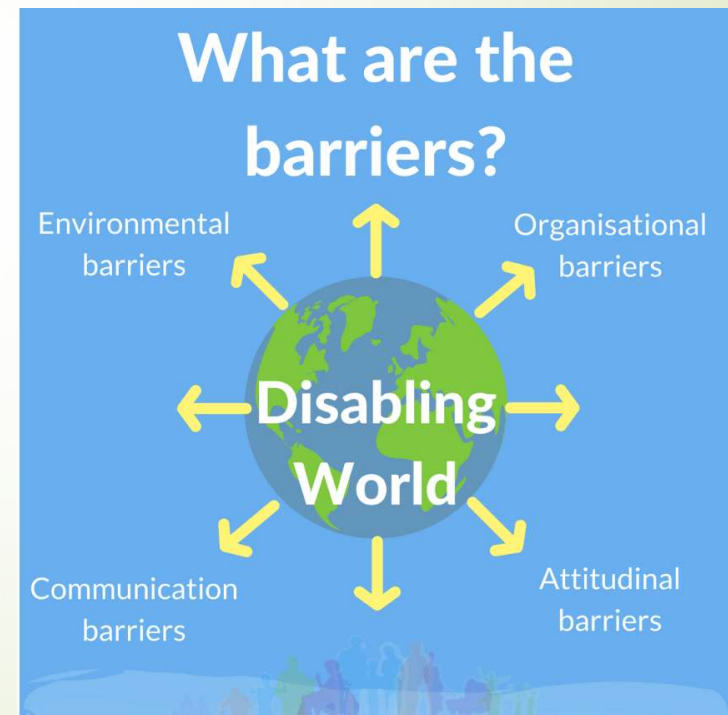 What are the
barriers?
Environmental
barriers
Organisational
barriers
Disabling
World
Communication
barriers
Attitudinal
barriers